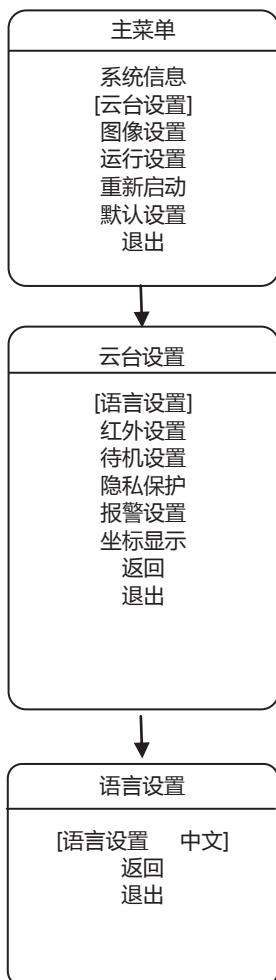 主菜单
系统信息
[云台设置]
图像设置
运行设置
重新启动
默认设置
退出
云台设置
[语言设置]
红外设置
待机设置
隐私保护
报警设置
坐标显示
返回
退出
语言设置
[语言设置 中文]
返回
退出